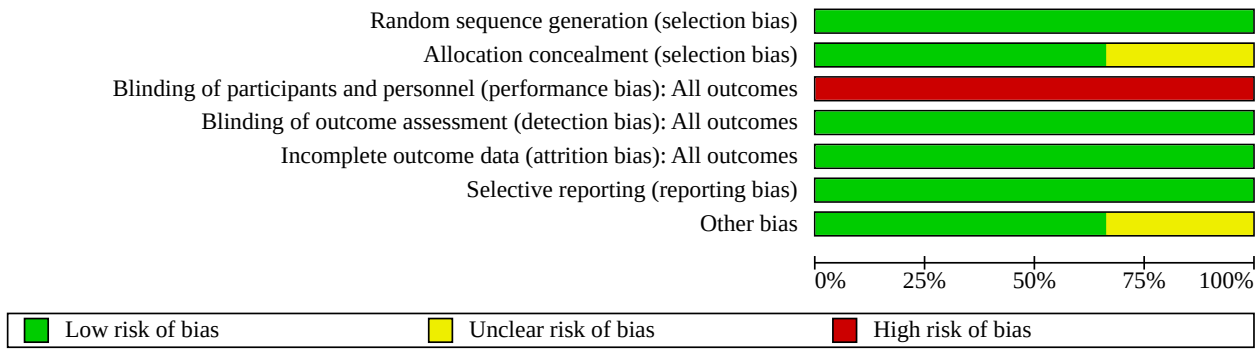 Random sequence generation (selection bias)
Allocation concealment (selection bias)
Blinding of participants and personnel (performance bias): All outcomes
Blinding of outcome assessment (detection bias): All outcomes
Incomplete outcome data (attrition bias): All outcomes
Selective reporting (reporting bias)
Other bias
0% 25% 50% 75% 100%
Low risk of bias Unclear risk of bias High risk of bias